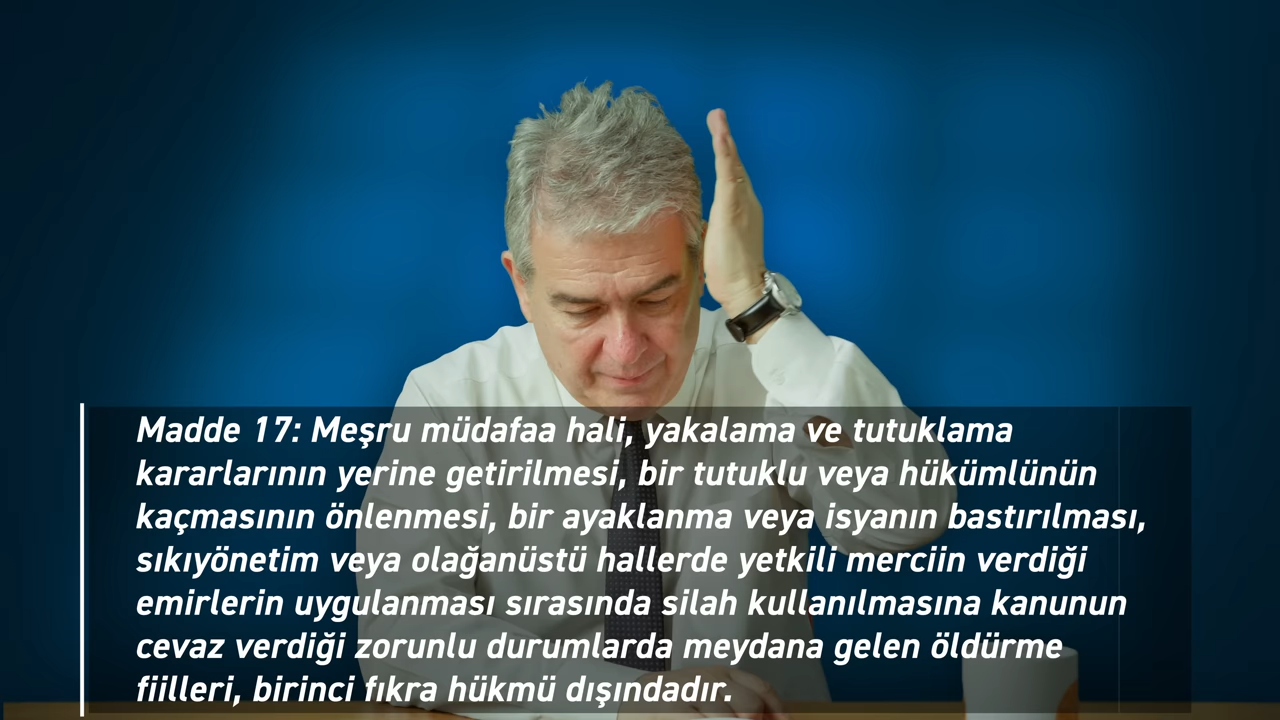 Madde 17: Meşru müdafaa hali, yakalama ve tutuklama
kararlarının yerine getirilmesi, bir tutuklu veya hükümlünün
kaçmasının önlenmesi, bir ayaklanma veya isyanın bastırılması,
sıkıyönetim veya olağanüstü hallerde yetkili merciin verdiği
emirlerin uygulanması sırasında silah kullanılmasına kanunun
cevaz verdiği zorunlu durumlarda meydana gelen öldürme
fiilleri, birinci fıkra hükmü dışındadır.